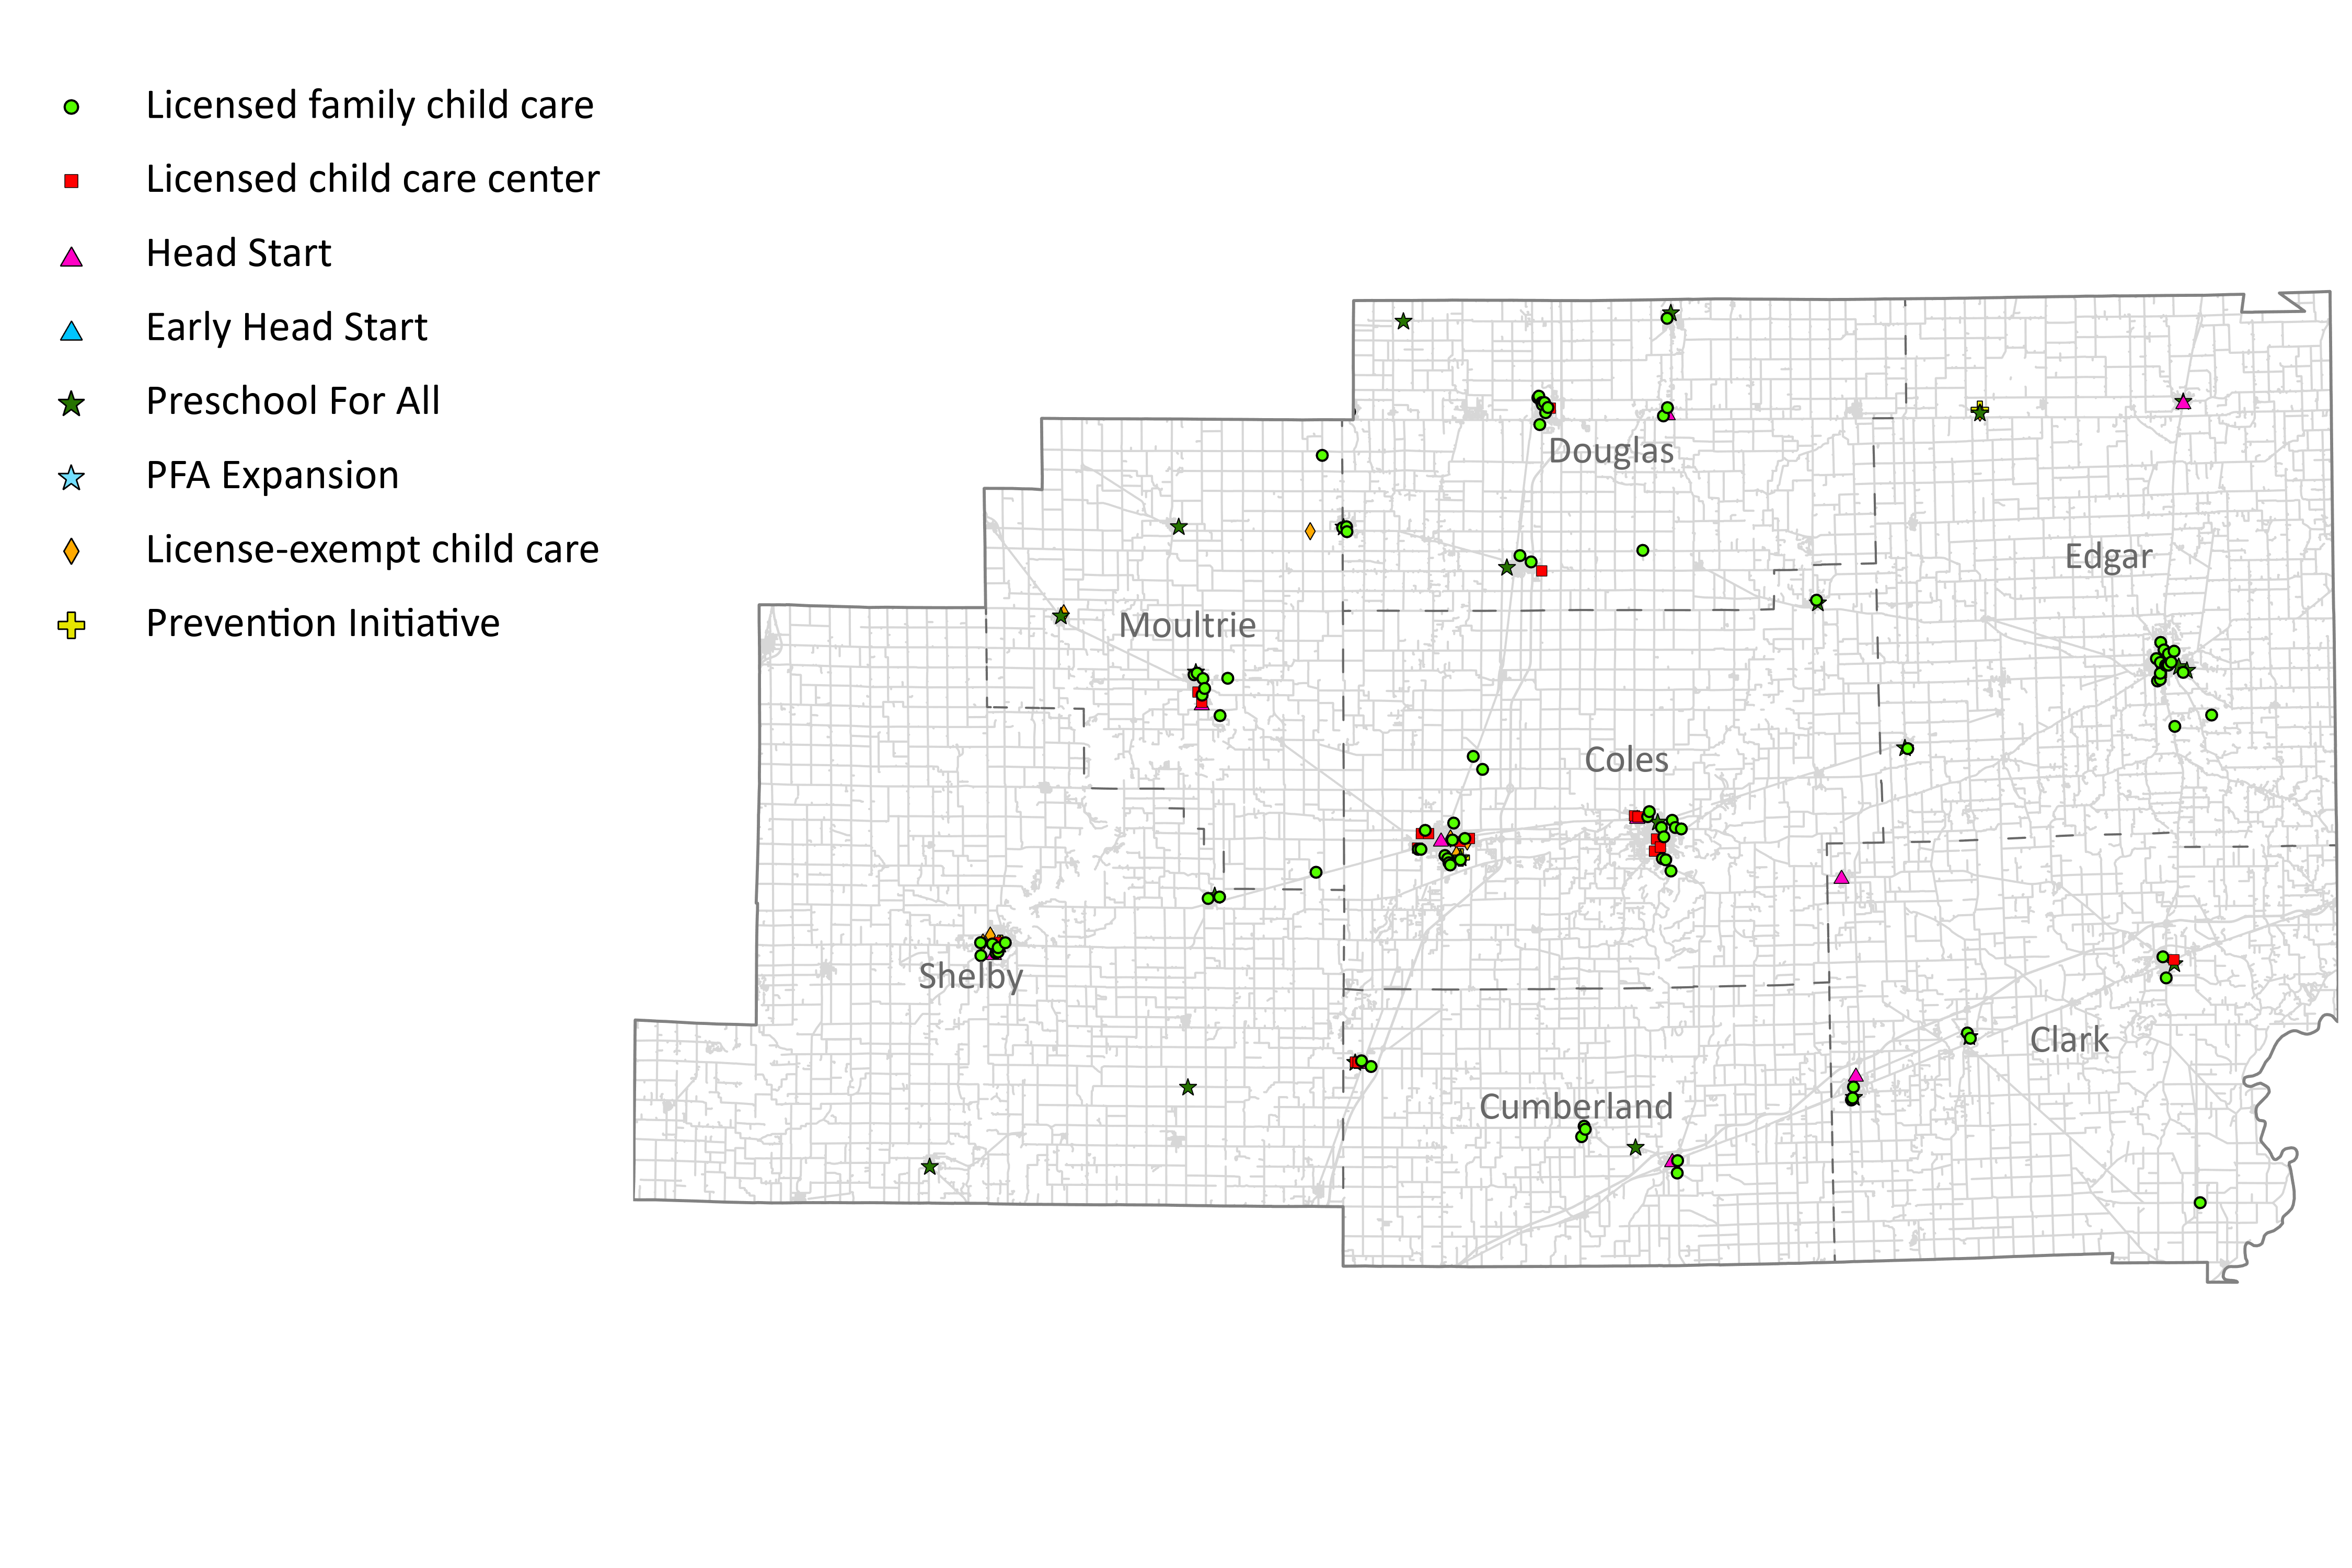 Licensed family child care
Licensed child care center
Head Start
Early Head Start
Preschool For All
PFA Expansion
License-exempt child care
Prevention Initiative
Douglas
Edgar
Moultrie
Coles
Shelby
Clark
Cumberland